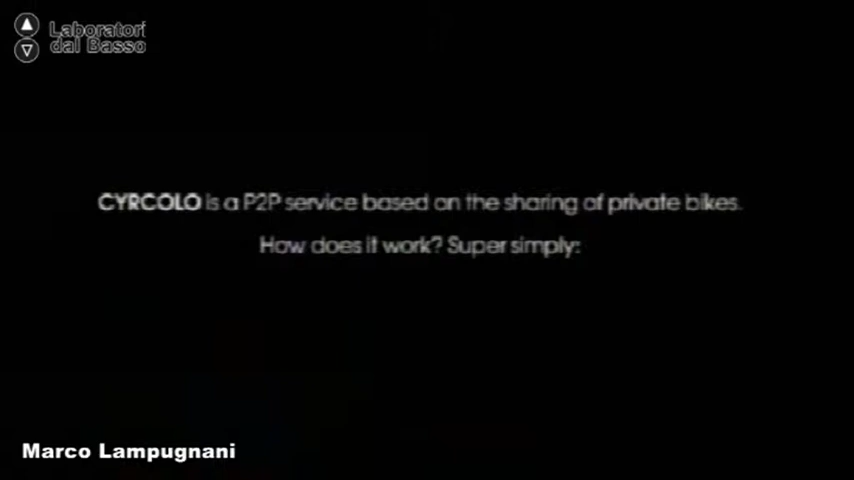 Laboratori
dal Basso
CYRCOLO is a P2P service based on the sharing of private bikes.
How does it work? Super simply:
Marco Lampugnani